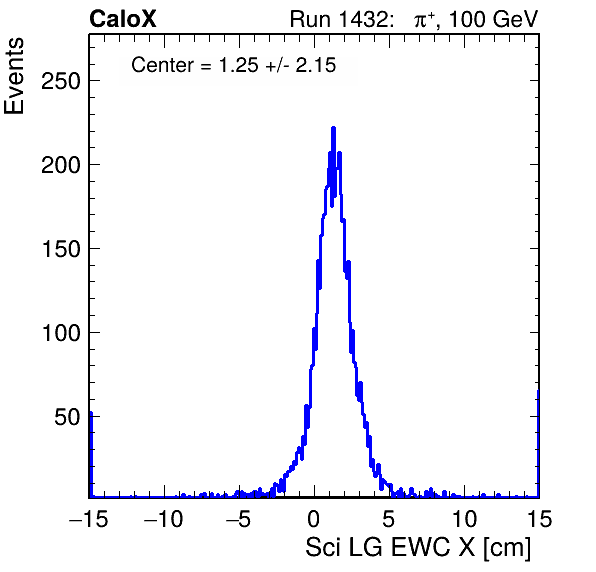 CaloX
Run 1432: π+, 100 GeV
Center = 1.25 +/- 2.15
Events
250
200
150
100
50
−15 −10 −5 0 5 10 15
Sci LG EWC X [cm]